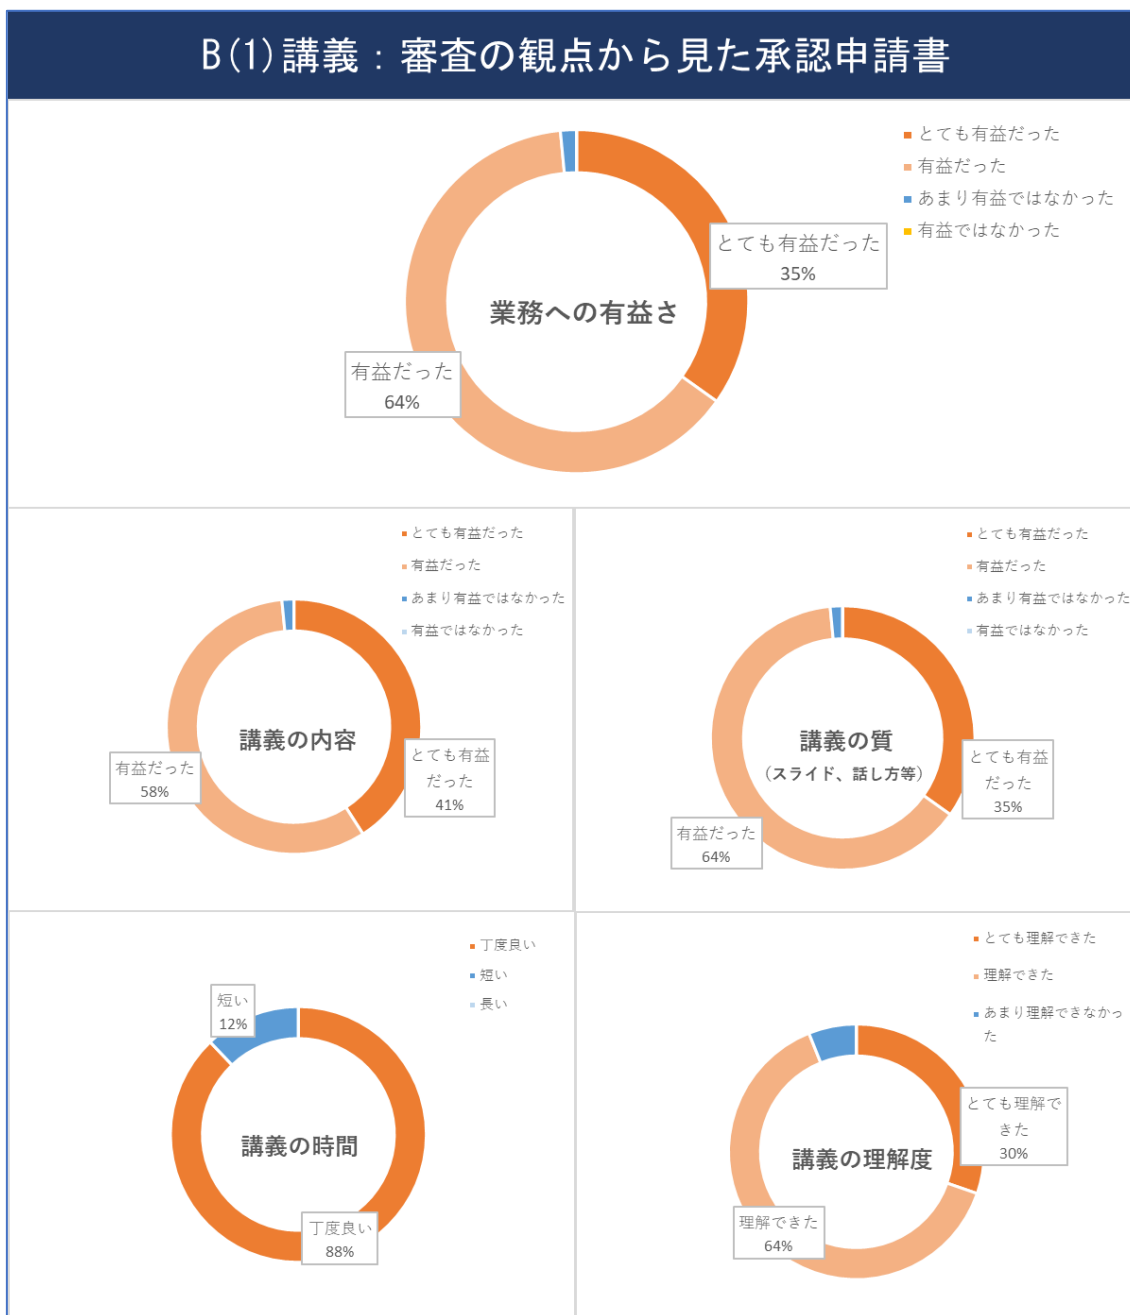 B(1)講義：審査の観点から見た承認申請書
とても有益だった
有益だった
あまり有益ではなかった
有益ではなかった
とても有益だった
35%
業務への有益さ
有益だった
64%
とても有益だった
有益だった
あまり有益ではなかった
有益ではなかった
講義の内容
とても有益
だった
41%
有益だった
58%
とても有益だった
有益だった
あまり有益ではなかった
有益ではなかった
講義の質
（スライド、話し方等）
とても有益
だった
35%
有益だった
64%
丁度良い
短い
長い
短い
12%
講義の時間
丁度良い
88%
とても理解できた
理解できた
あまり理解できなかっ
た
とても理解で
きた
30%
講義の理解度
理解できた
64%